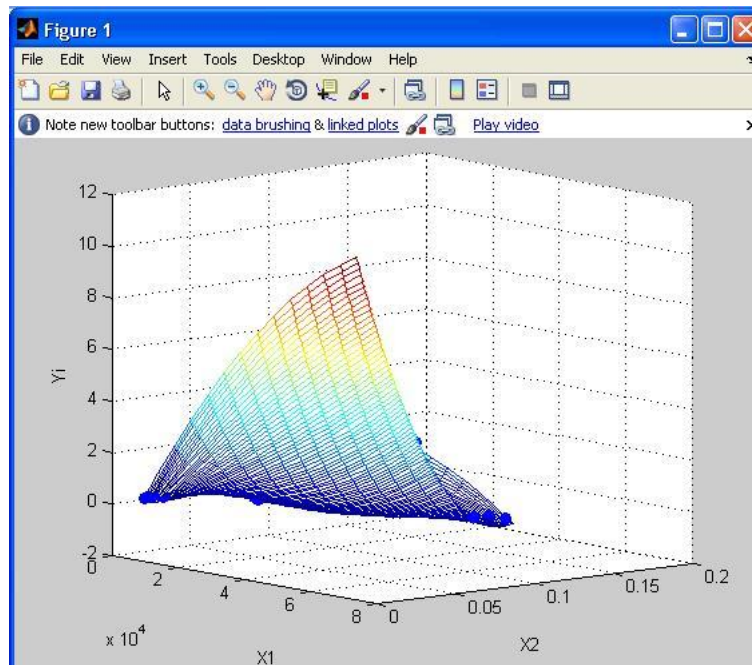 Figure 1
File Edit View Insert Tools Desktop Window Help
Note new toolbar buttons: data brushing & linked plots Play video
12
10
8
6
4
2
0
-2
Yi
0
2
4
6
8
x 10^4
X1
0
0.05
0.1
0.15
0.2
X2